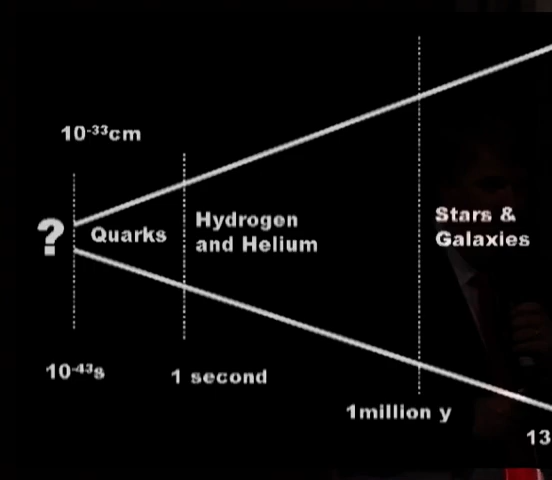 10⁻³³cm
?
Quarks
Hydrogen
and Helium
Stars &
Galaxies
10⁻⁴³s
1 second
1million y
13